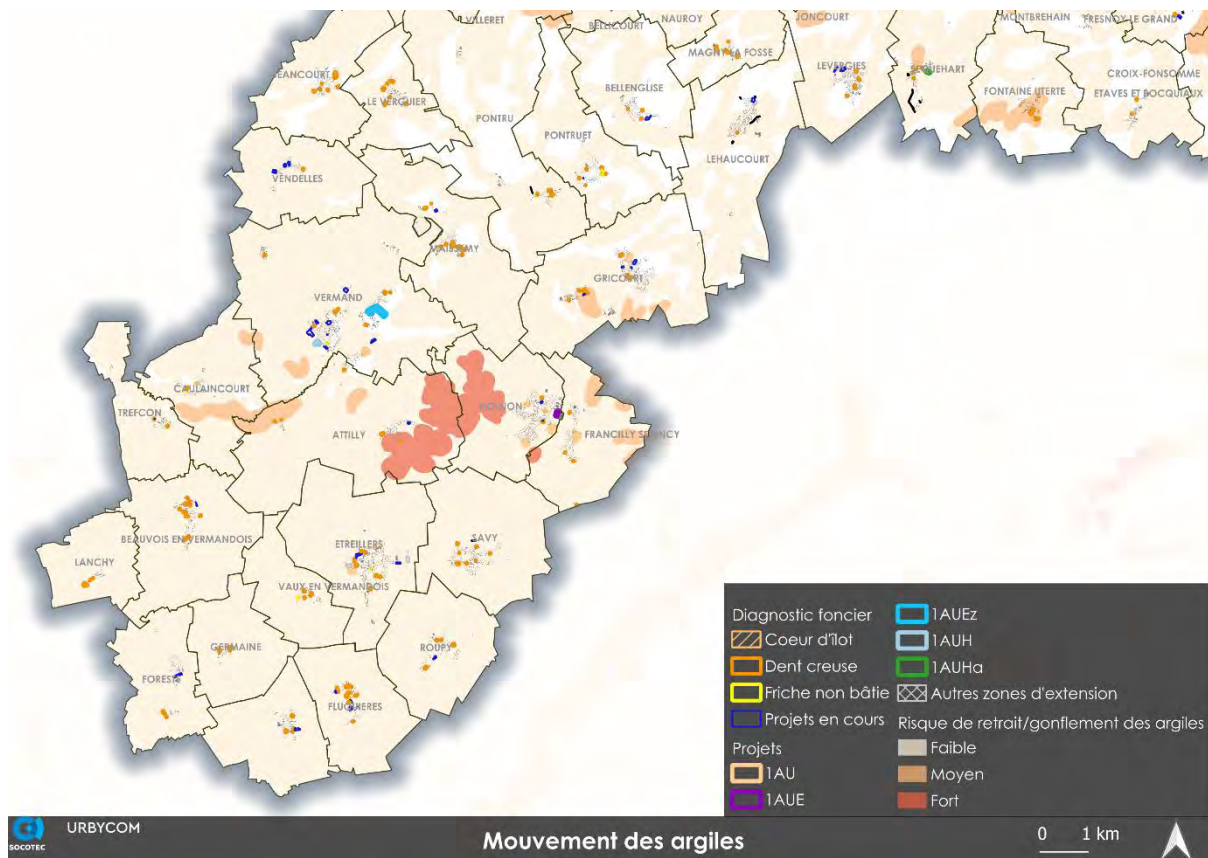 VILLERET
BELLICOURT
NAUROY
JONCOURT
MONTBREHAIN
FRESNOY LE GRAND
MAGNY LA FOSSE
JEANCOURT
LE VERGUIER
BELLENGLISE
LEVERGIES
SEQUEHART
CROIX-FONSOMME
FONTAINE UTERTE
ETAVES ET BOCQUIAUX
PONTRU
PONTRUET
LEHAUCOURT
VENDELLES
MAISSEMY
GRICOURT
VERMAND
CAULAINCOURT
TREFCON
ATTILLY
HOLNON
FRANCILLY SELENCY
BEAUVOIS EN VERMANDOIS
ETREILLERS
SAVY
LANCHY
VAUX EN VERMANDOIS
GERMAINE
ROUPY
FORESTE
FLUQUIERES
Diagnostic foncier
Coeur d'îlot
Dent creuse
Friche non bâtie
Projets en cours
Projets
1AU
1AUE
1AUEz
1AUH
1AUHa
Autres zones d'extension
Risque de retrait/gonflement des argiles
Faible
Moyen
Fort
SOCOTEC
URBYCOM
Mouvement des argiles
0 1 km